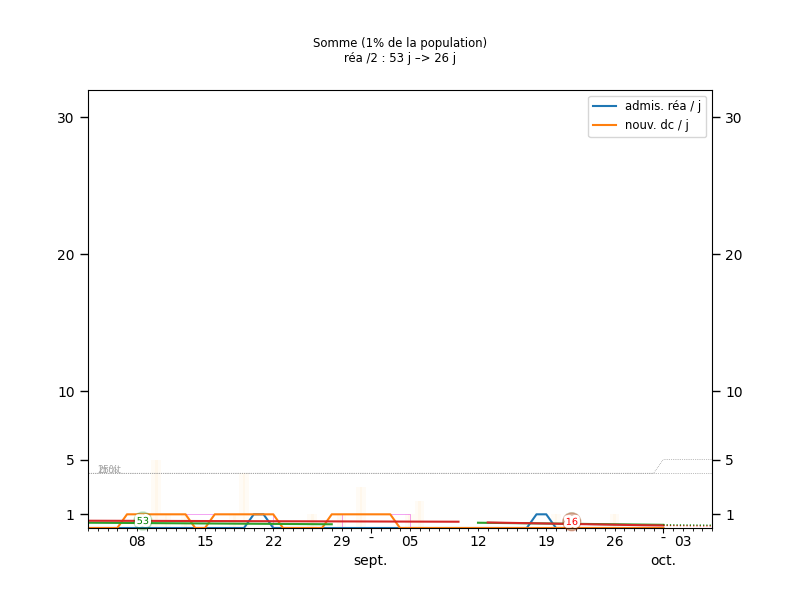 Somme (1% de la population)
réa /2 : 53 j –> 26 j
admis. réa / j
nouv. dc / j
30 30
20 20
10 10
5 5
1 1
53
16
08 15 22 29 - 05 12 19 26 - 03
sept. oct.